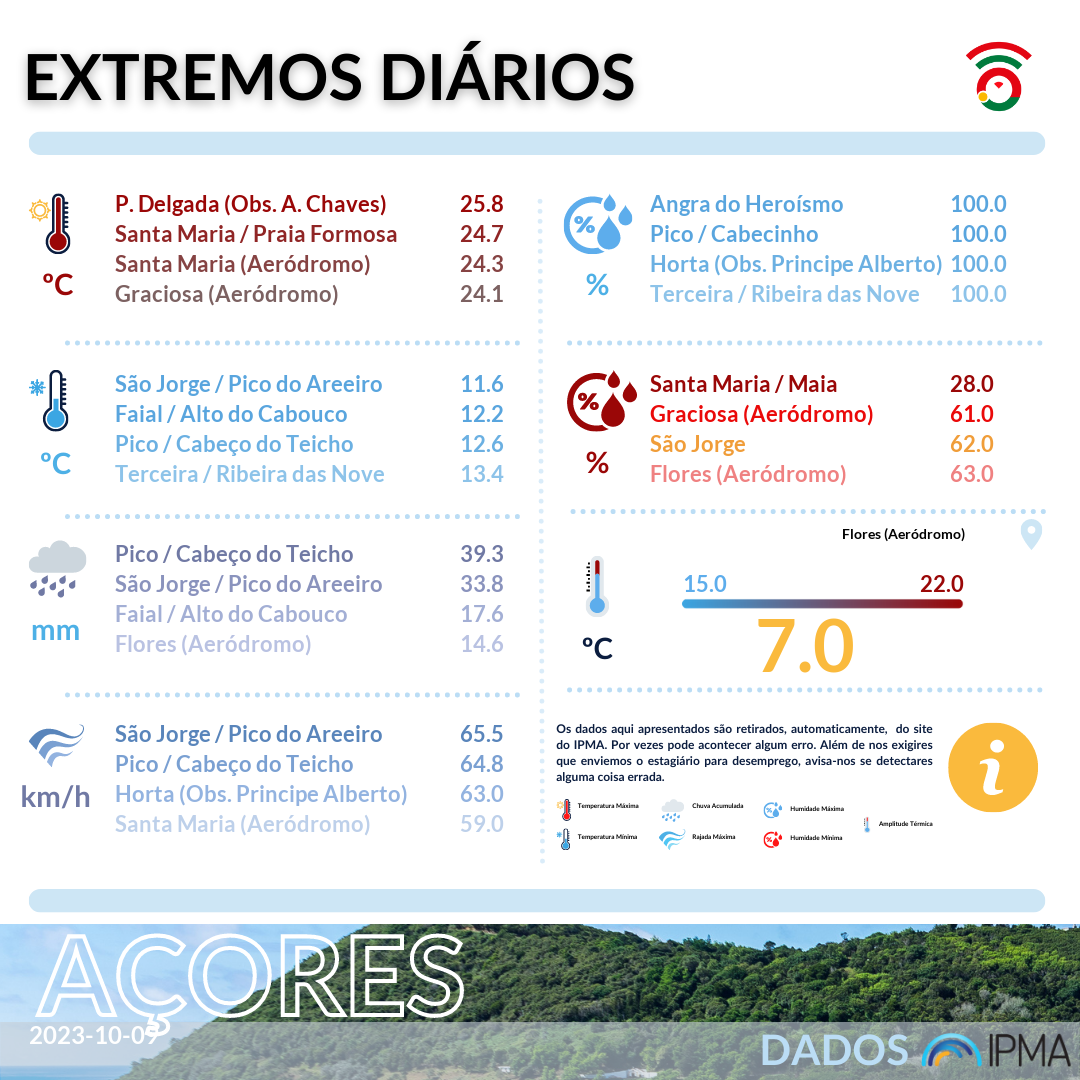 EXTREMOS DIÁRIOS
ºC
P. Delgada (Obs. A. Chaves) 25.8
Santa Maria / Praia Formosa 24.7
Santa Maria (Aeródromo) 24.3
Graciosa (Aeródromo) 24.1
%
Angra do Heroísmo 100.0
Pico / Cabecinho 100.0
Horta (Obs. Principe Alberto) 100.0
Terceira / Ribeira das Nove 100.0
ºC
São Jorge / Pico do Areeiro 11.6
Faial / Alto do Cabouco 12.2
Pico / Cabeço do Teicho 12.6
Terceira / Ribeira das Nove 13.4
%
Santa Maria / Maia 28.0
Graciosa (Aeródromo) 61.0
São Jorge 62.0
Flores (Aeródromo) 63.0
mm
Pico / Cabeço do Teicho 39.3
São Jorge / Pico do Areeiro 33.8
Faial / Alto do Cabouco 17.6
Flores (Aeródromo) 14.6
Flores (Aeródromo)
15.0 22.0
ºC
7.0
km/h
São Jorge / Pico do Areeiro 65.5
Pico / Cabeço do Teicho 64.8
Horta (Obs. Principe Alberto) 63.0
Santa Maria (Aeródromo) 59.0
Os dados aqui apresentados são retirados, automaticamente, do site
do IPMA. Por vezes pode acontecer algum erro. Além de nos exigires
que enviemos o estagiário para desemprego, avisa-nos se detectares
alguma coisa errada.
i
Temperatura Máxima Chuva Acumulada Humidade Máxima
Amplitude Térmica
Temperatura Mínima Rajada Máxima Humidade Mínima
AÇORES
2023-10-09
DADOS IPMA